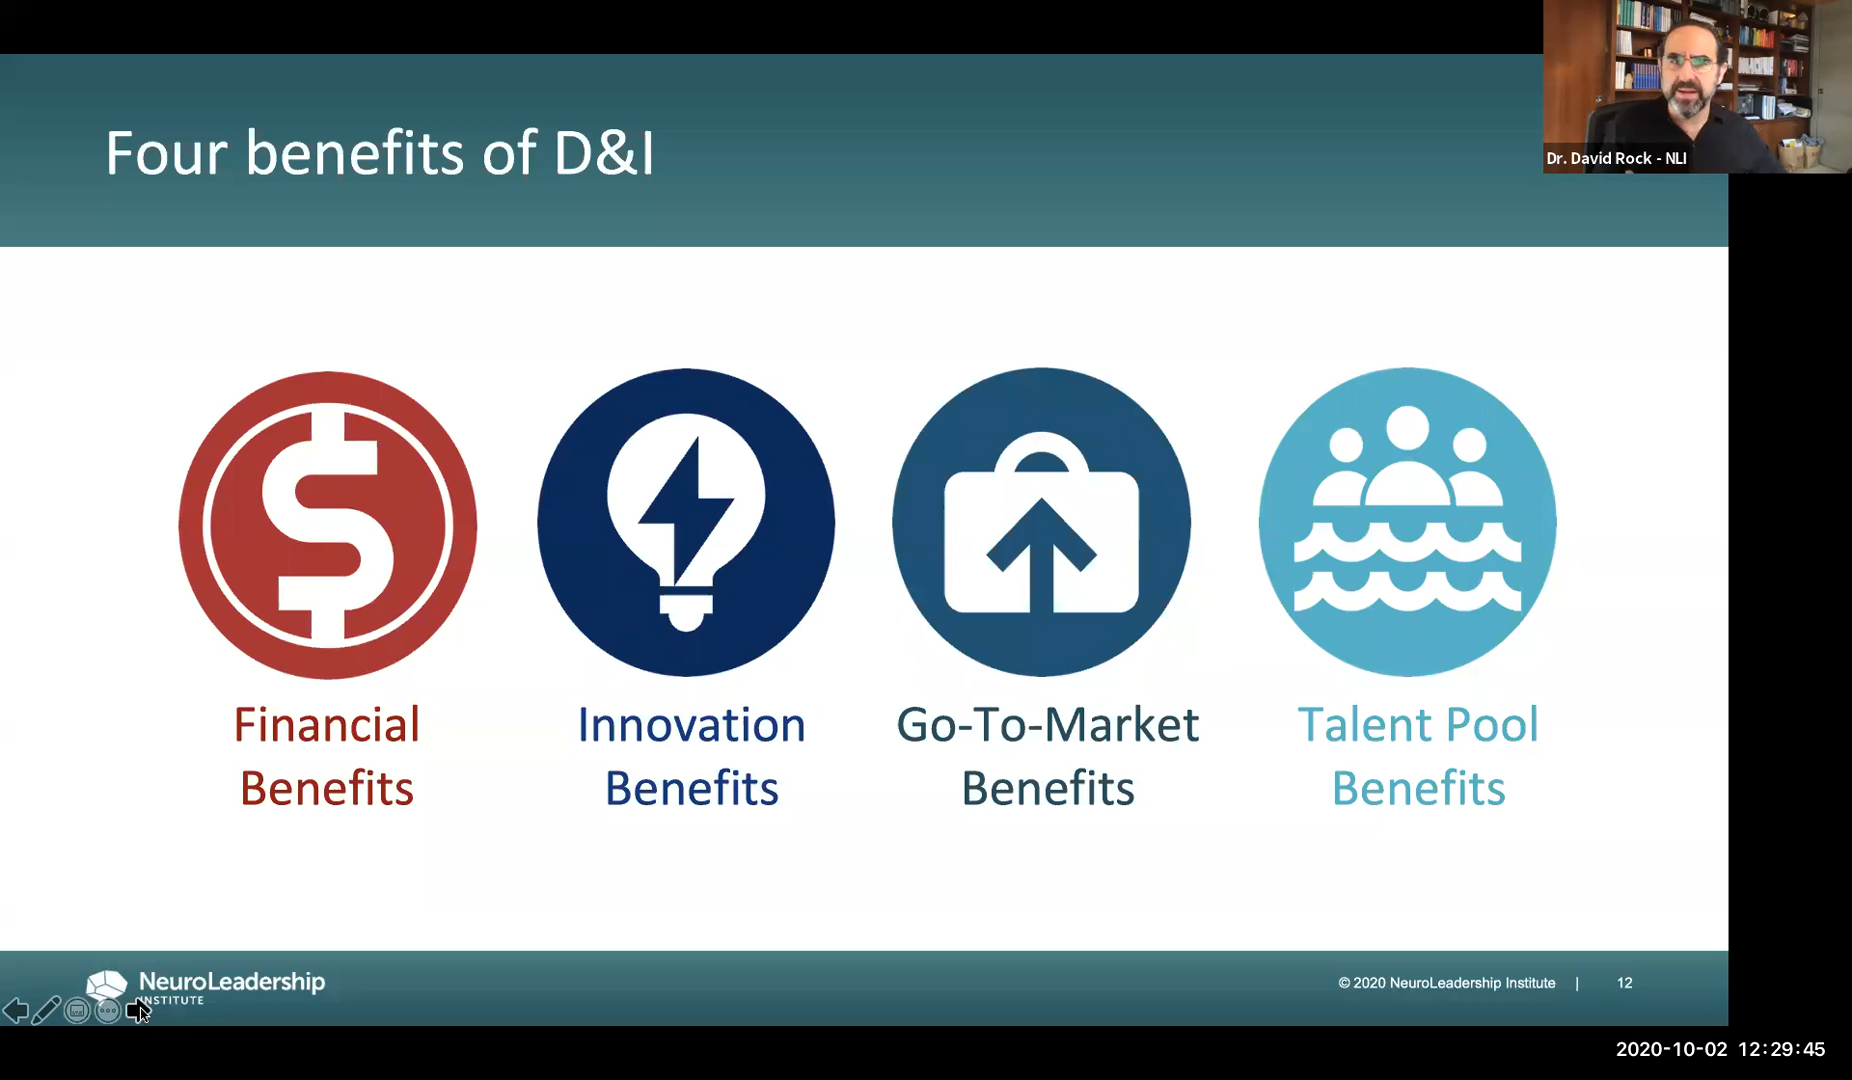 Four benefits of D&I
Dr. David Rock - NLI
Financial
Benefits
Innovation
Benefits
Go-To-Market
Benefits
Talent Pool
Benefits
NeuroLeadership
INSTITUTE
© 2020 NeuroLeadership Institute | 12
2020-10-02 12:29:45